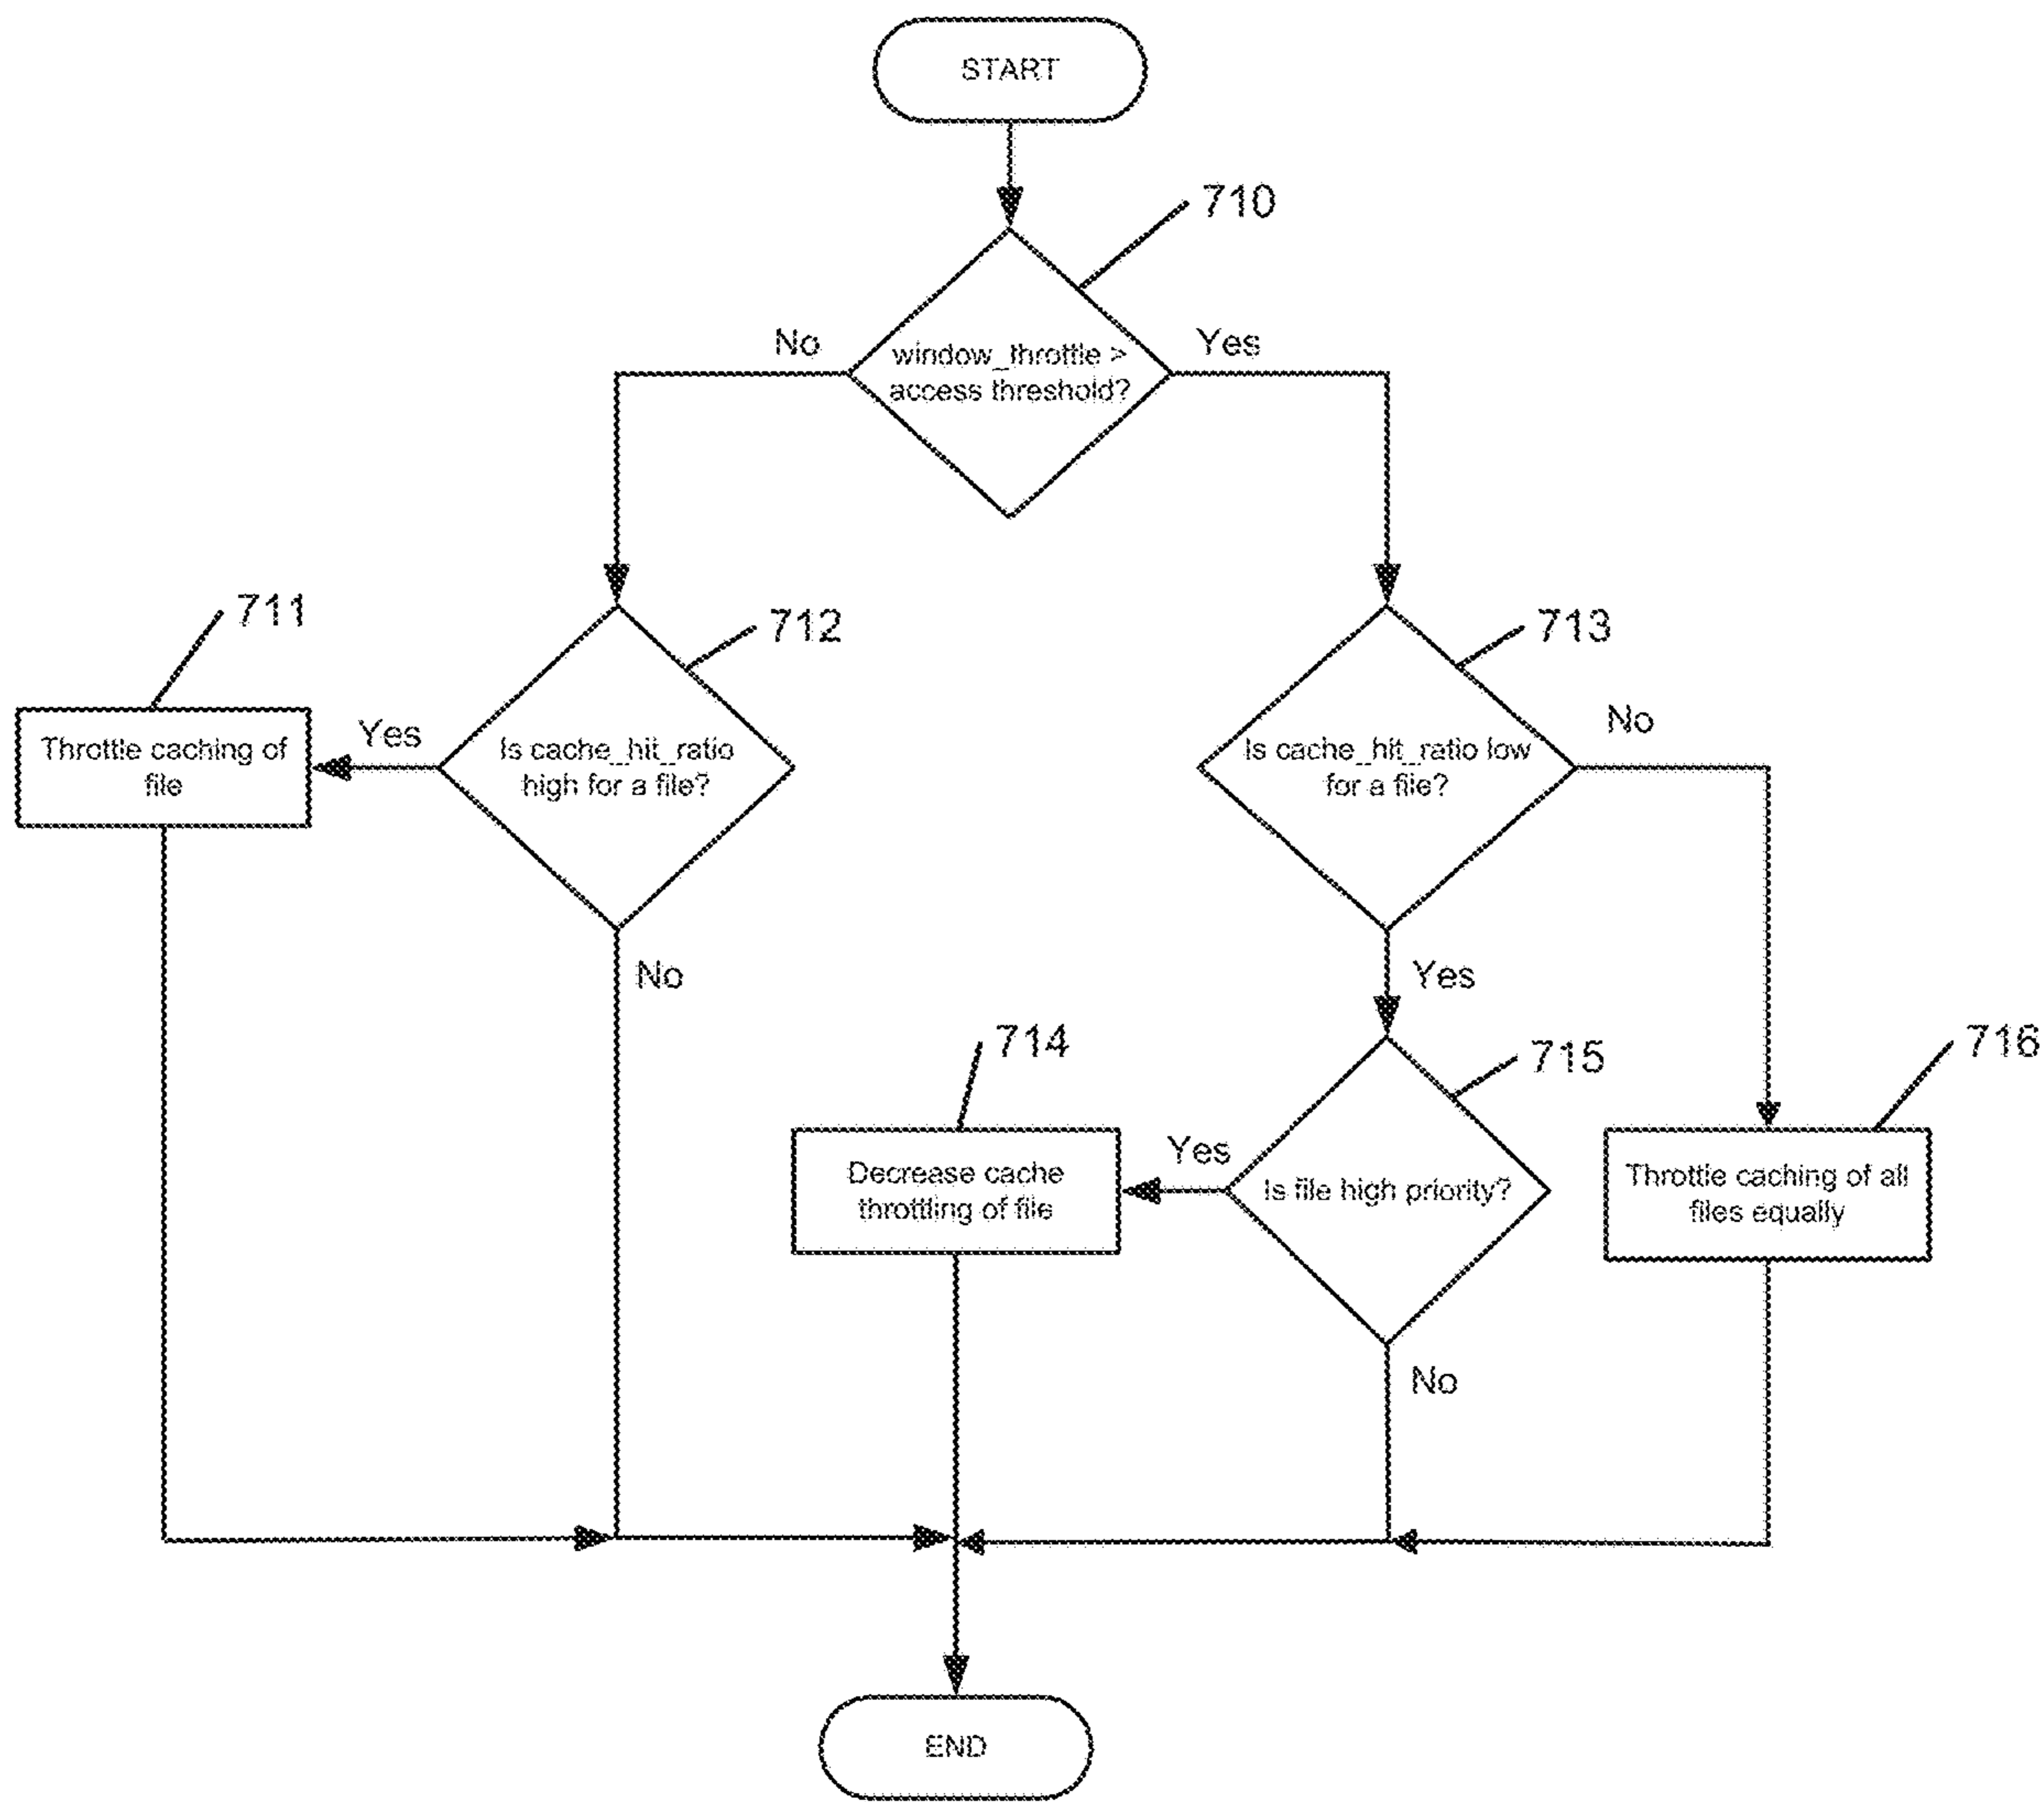 START
710
No
Yes
window_throttle >
access threshold?
711
712
713
Throttle caching of
file
Yes
Is cache_hit_ratio
high for a file?
Is cache_hit_ratio low
for a file?
No
No
Yes
714
715
716
Decrease cache
throttling of file
Yes
Is file high priority?
Throttle caching of all
files equally
No
END